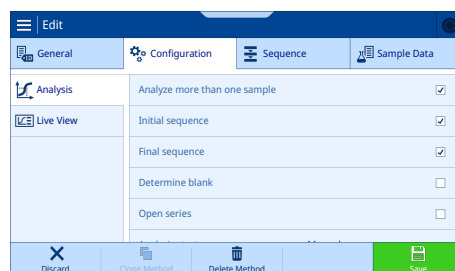 Edit
General
Configuration
Sequence
Sample Data
Analysis
Live View
Analyze more than one sample
Initial sequence
Final sequence
Determine blank
Open series
Discard
Clone Method
Delete Method
Save